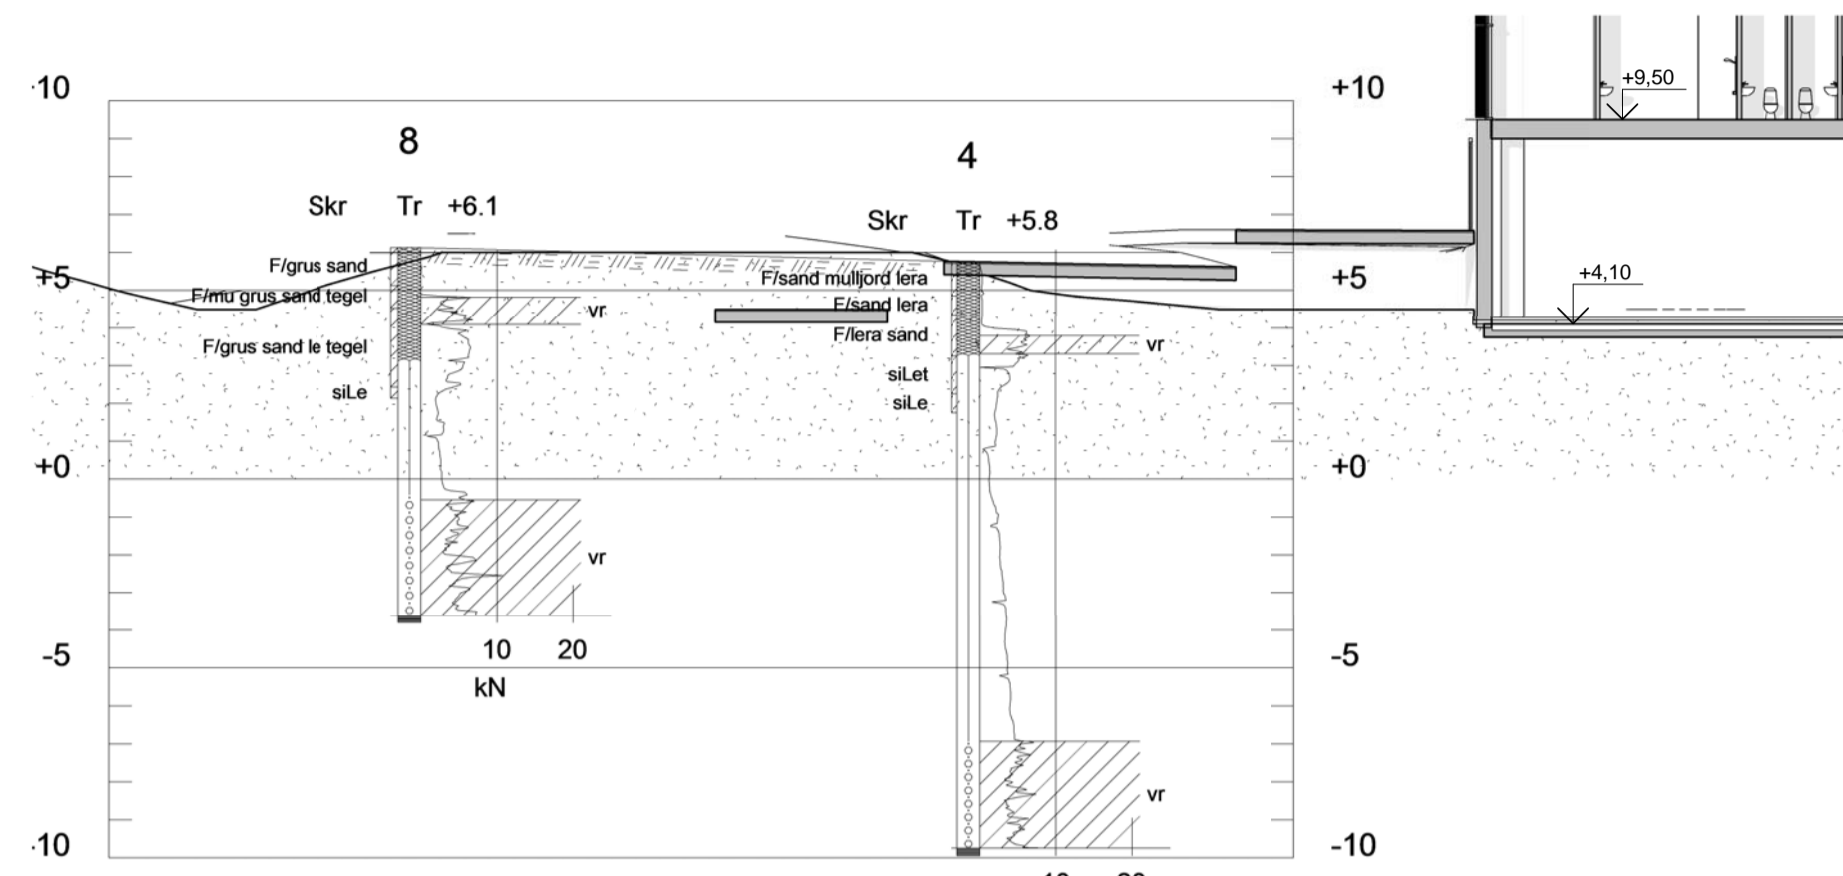 ·10
+10
+9,50
8
4
Skr Tr +6.1
Skr Tr +5.8
F/grus sand
+5
F/sand mulljord lera
+5
+4,10
F/mu grus sand tegel
vr
F/sand lera
F/lera sand
F/grus sand le tegel
vr
siLet
siLe
siLe
+0
+0
vr
10 20
-5
-5
kN
vr
·10
-10